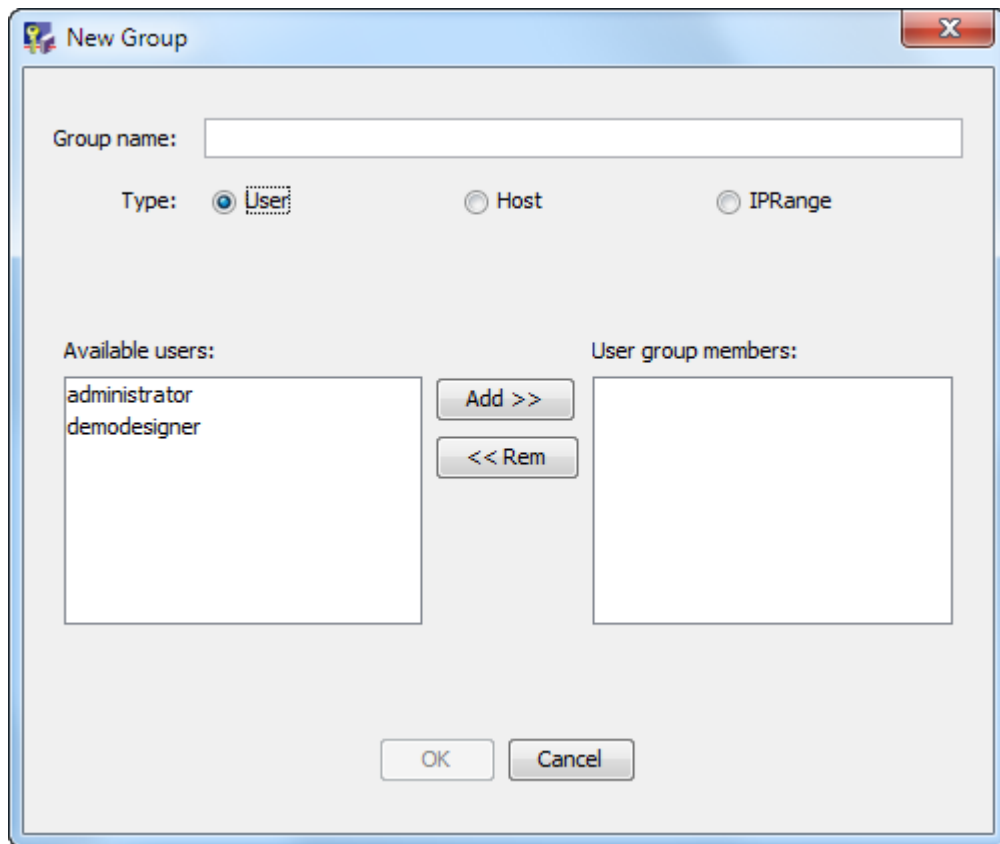 New Group
Group name:
Type: User Host IPRange
Available users: User group members:
administrator
demodesigner
Add >>
<< Rem
OK Cancel